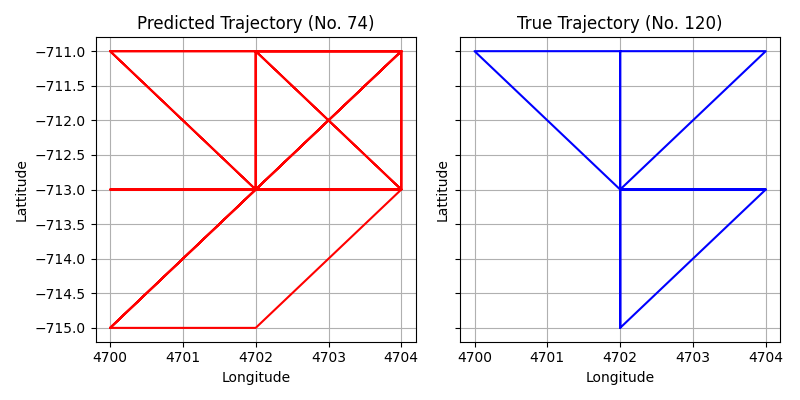 Predicted Trajectory (No. 74)
True Trajectory (No. 120)
−711.0
−711.5
−712.0
−712.5
−713.0
−713.5
−714.0
−714.5
−715.0
Lattitude
Lattitude
4700 4701 4702 4703 4704
4700 4701 4702 4703 4704
Longitude
Longitude